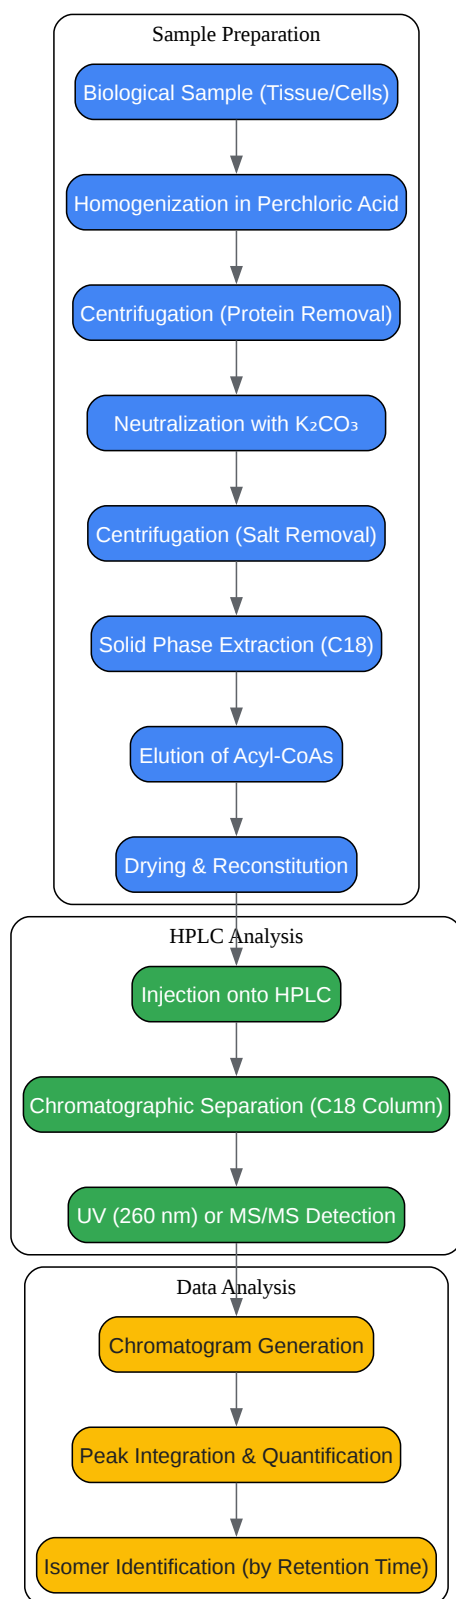 Sample Preparation
Biological Sample (Tissue/Cells)
Homogenization in Perchloric Acid
Centrifugation (Protein Removal)
Neutralization with K₂CO₃
Centrifugation (Salt Removal)
Solid Phase Extraction (C18)
Elution of Acyl-CoAs
Drying & Reconstitution
HPLC Analysis
Injection onto HPLC
Chromatographic Separation (C18 Column)
UV (260 nm) or MS/MS Detection
Data Analysis
Chromatogram Generation
Peak Integration & Quantification
Isomer Identification (by Retention Time)